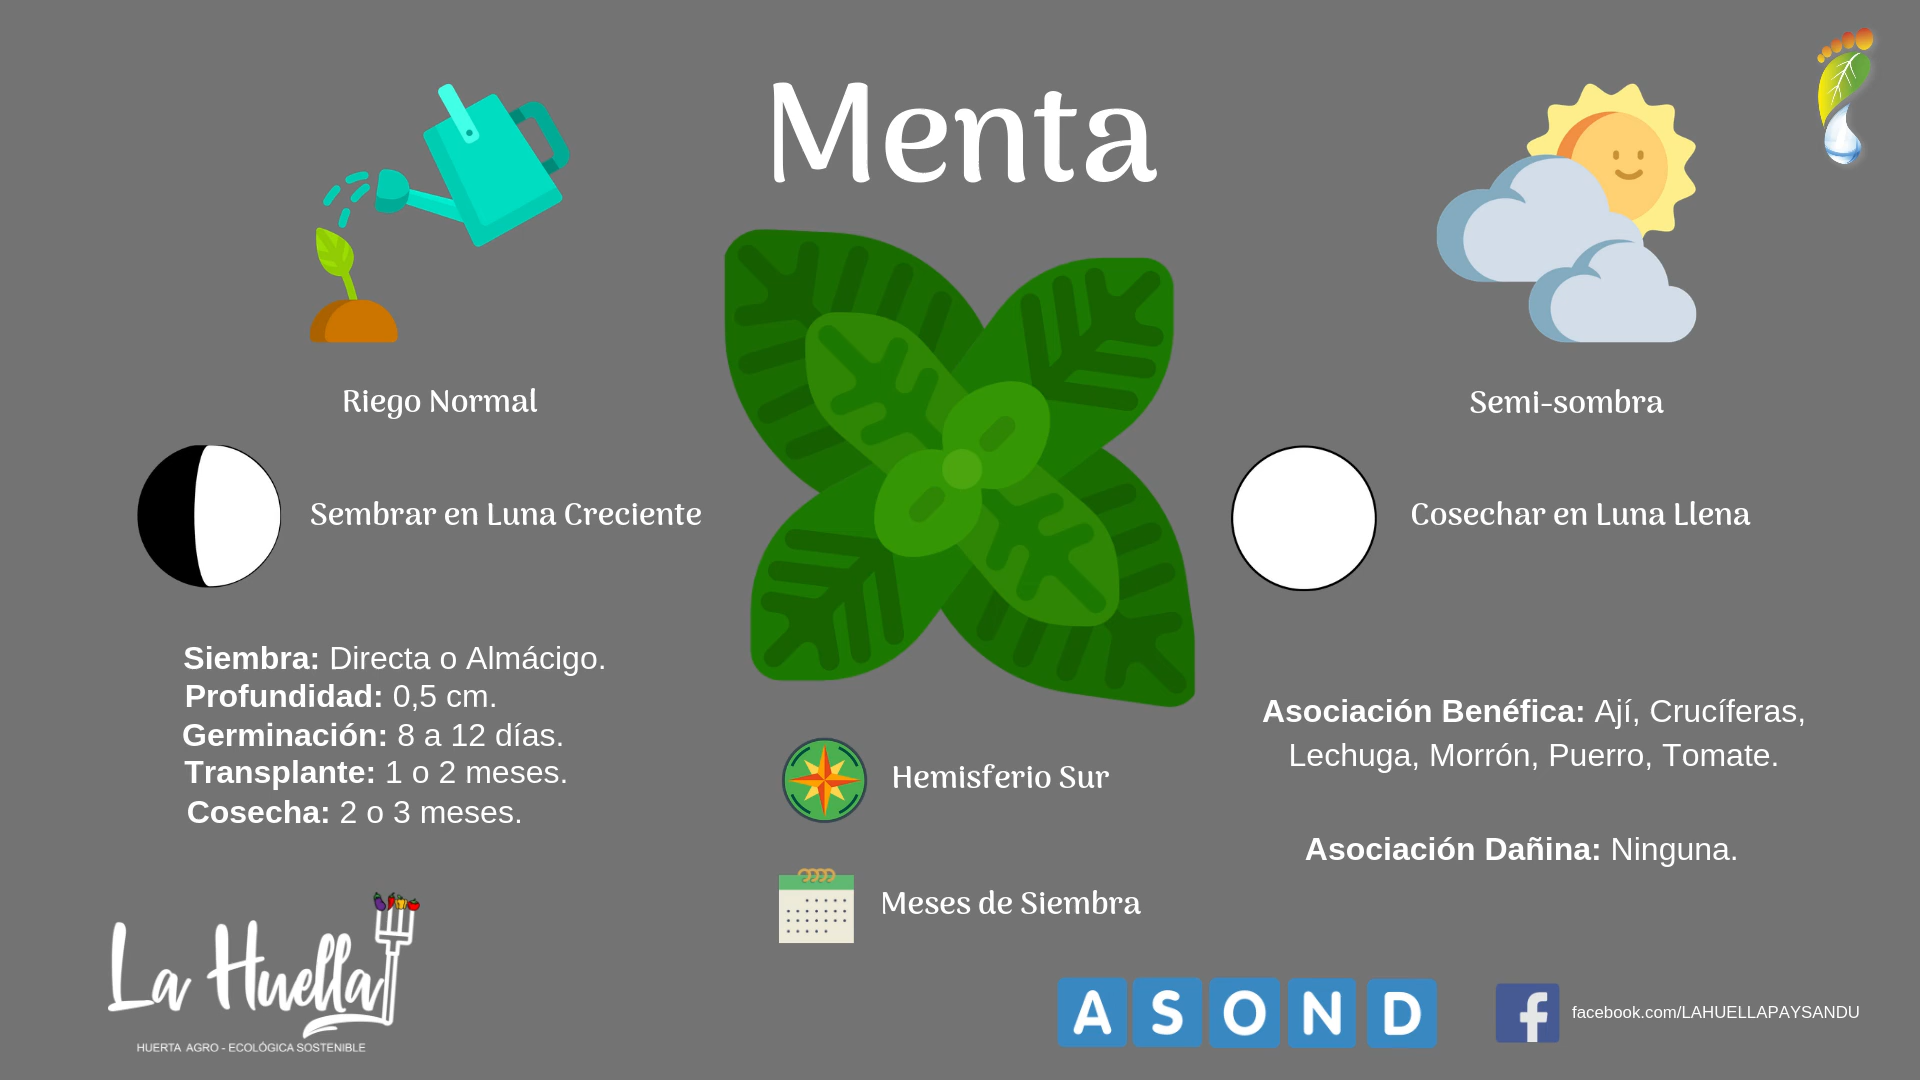 Menta
Riego Normal
Semi-sombra
Sembrar en Luna Creciente
Cosechar en Luna Llena
Siembra: Directa o Almácigo.
Profundidad: 0,5 cm.
Germinación: 8 a 12 días.
Transplante: 1 o 2 meses.
Cosecha: 2 o 3 meses.
Asociación Benéfica: Ají, Crucíferas,
Lechuga, Morrón, Puerro, Tomate.
Asociación Dañina: Ninguna.
Hemisferio Sur
Meses de Siembra
La Huella
HUERTA AGRO - ECOLÓGICA SOSTENIBLE
A S O N D
facebook.com/LAHUELLAPAYSANDU